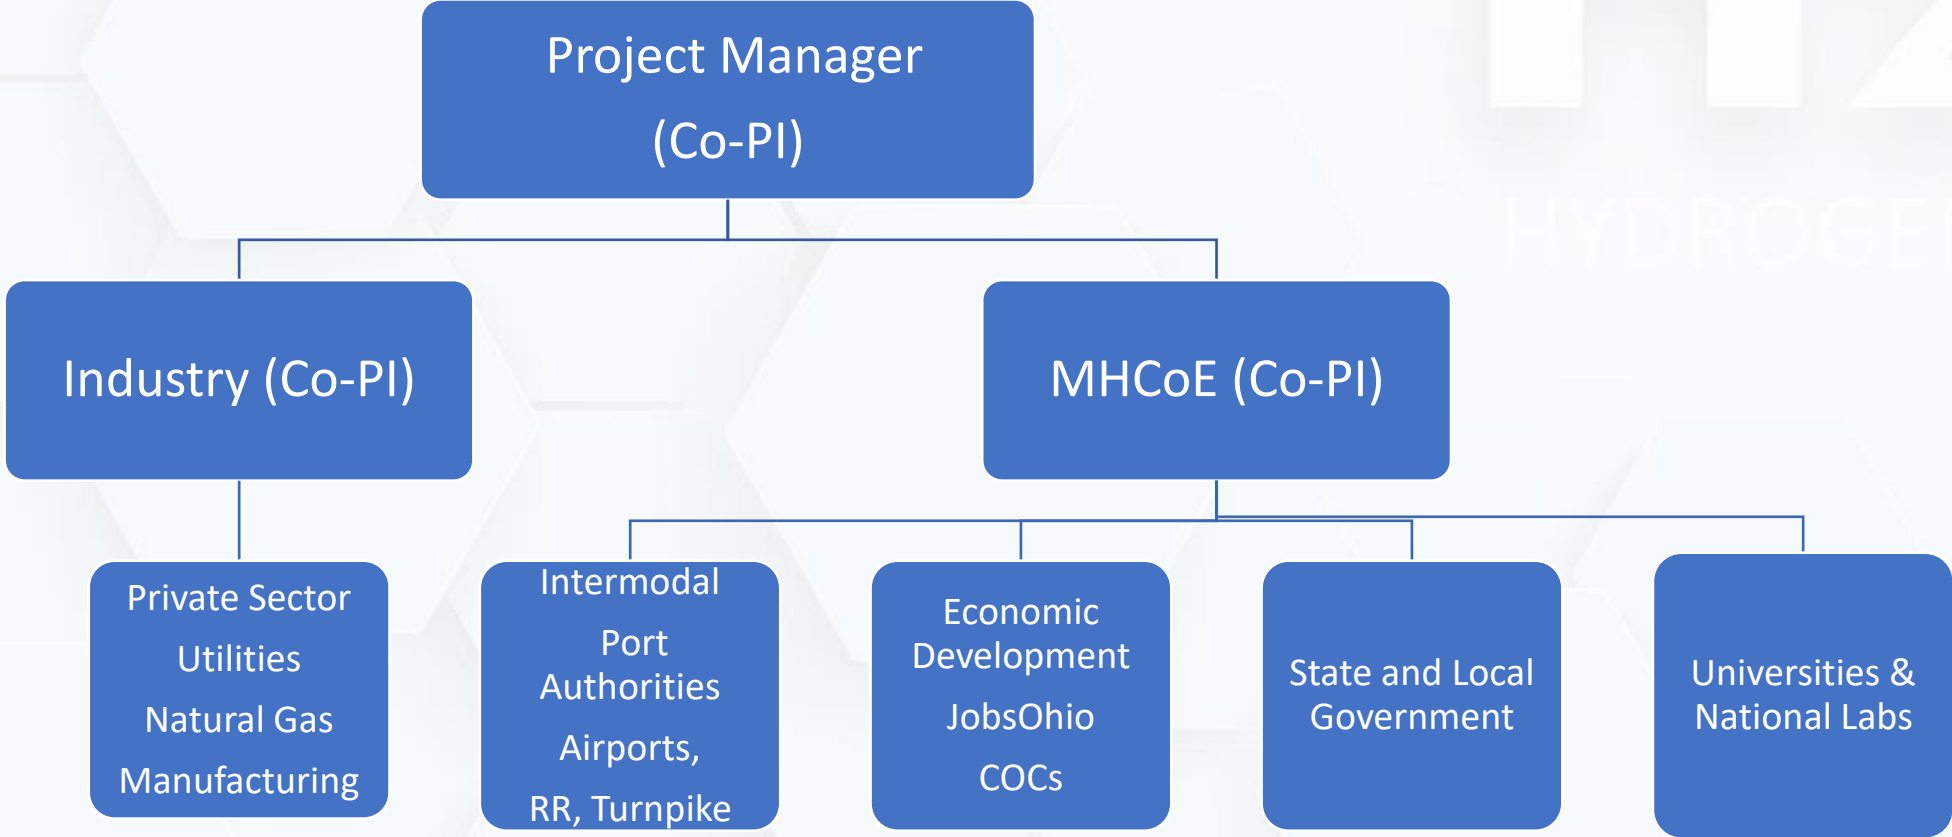 Project Manager
(Co-PI)
HYDROGE
Industry (Co-PI)
MHCoE (Co-PI)
Private Sector
Utilities
Natural Gas
Manufacturing
Intermodal
Port
Authorities
Airports,
RR, Turnpike
Economic
Development
JobsOhio
COCs
State and Local
Government
Universities &
National Labs